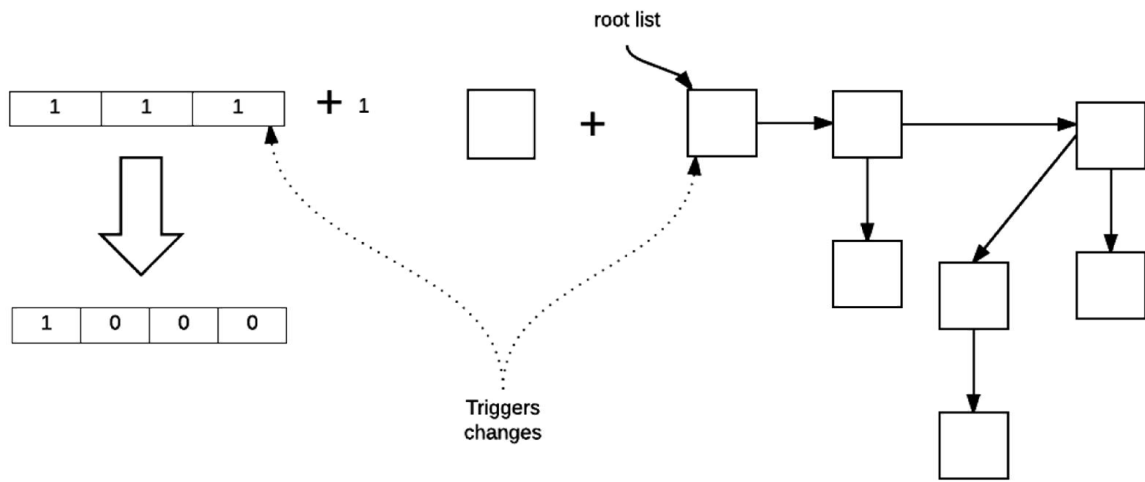 root list
1 1 1 + 1 +
1 0 0 0
Triggers
changes